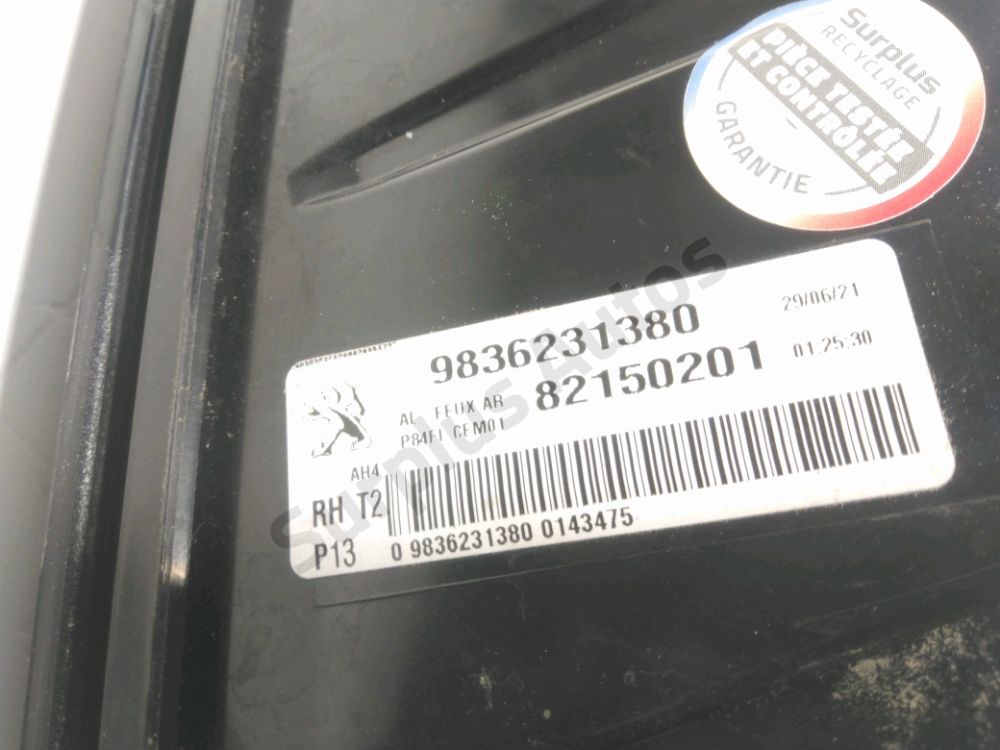 Surplus
RECYCLAGE
PIÈCE TESTÉE
ET CONTRÔLÉE
GARANTIE
9836231380
29/06/21
82150201
01:25:30
AL FEUX AR
P84FL CEM01
AH4
RH T2
P13
0 9836231380 0143475
Surplus Autos